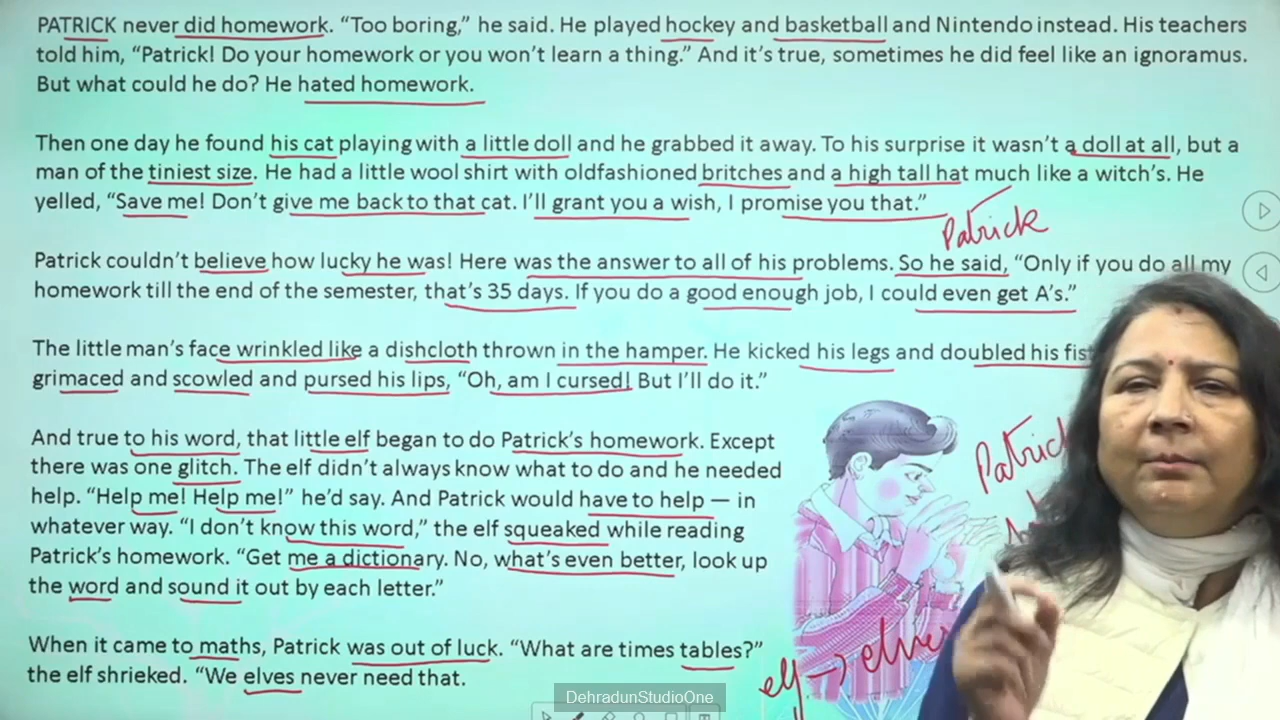 PATRICK never did homework. “Too boring,” he said. He played hockey and basketball and Nintendo instead. His teachers
told him, “Patrick! Do your homework or you won’t learn a thing.” And it’s true, sometimes he did feel like an ignoramus.
But what could he do? He hated homework.
Then one day he found his cat playing with a little doll and he grabbed it away. To his surprise it wasn’t a doll at all, but a
man of the tiniest size. He had a little wool shirt with oldfashioned britches and a high tall hat much like a witch’s. He
yelled, “Save me! Don’t give me back to that cat. I’ll grant you a wish, I promise you that.”
Patrick
Patrick couldn’t believe how lucky he was! Here was the answer to all of his problems. So he said, “Only if you do all my
homework till the end of the semester, that’s 35 days. If you do a good enough job, I could even get A’s.”
The little man’s face wrinkled like a dishcloth thrown in the hamper. He kicked his legs and doubled his fist
grimaced and scowled and pursed his lips, “Oh, am I cursed! But I’ll do it.”
And true to his word, that little elf began to do Patrick’s homework. Except
there was one glitch. The elf didn’t always know what to do and he needed
help. “Help me! Help me!” he’d say. And Patrick would have to help — in
whatever way. “I don’t know this word,” the elf squeaked while reading
Patrick’s homework. “Get me a dictionary. No, what’s even better, look up
the word and sound it out by each letter.”
Patrick
When it came to maths, Patrick was out of luck. “What are times tables?”
the elf shrieked. “We elves never need that.
elf → elves
DehradunStudioOne